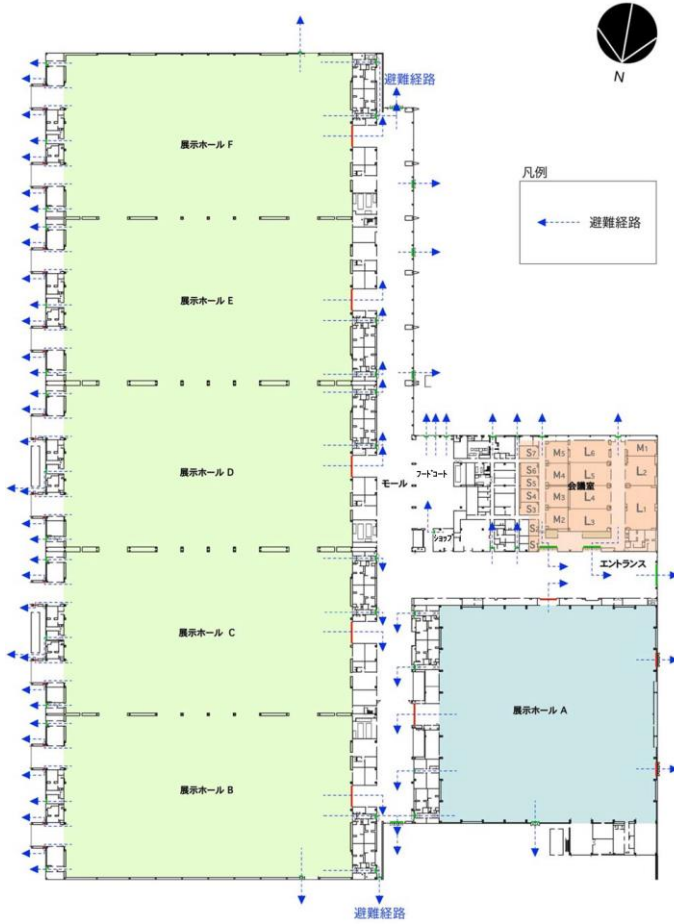 N
避難経路
凡例
避難経路
展示ホール F
展示ホール E
展示ホール D
展示ホール C
展示ホール B
モール
フードコート
ショップ
S7
S6
S5
S4
S3
S2
S1
M5
M4
M3
M2
L6
L5
L4
L3
会議室
M1
L2
L1
エントランス
展示ホール A
避難経路